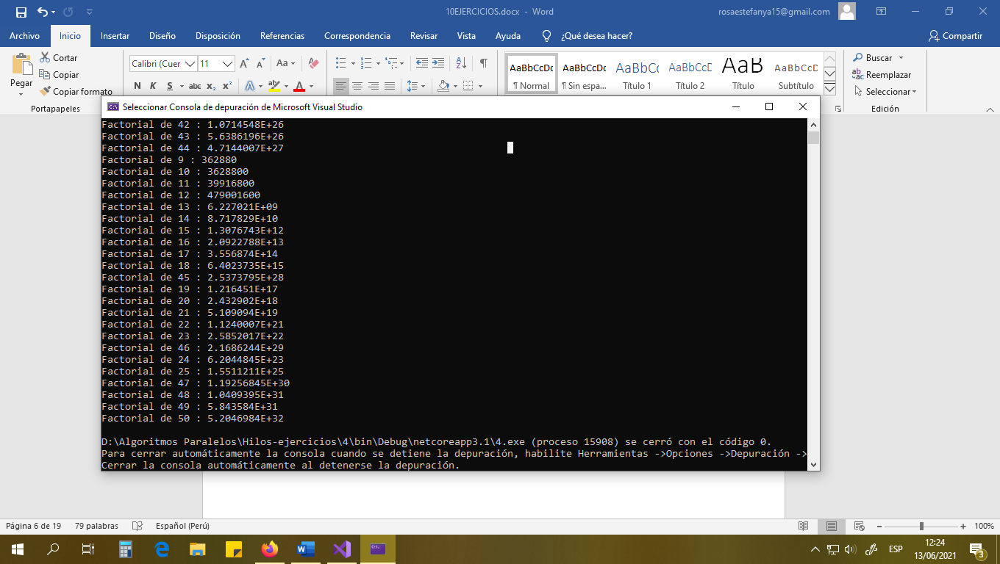 10EJERCICIOS.docx - Word
rosaestefanya15@gmail.com
Archivo Inicio Insertar Diseño Disposición Referencias Correspondencia Revisar Vista Ayuda ¿Qué desea hacer? Compartir
Pegar
Cortar
Copiar
Copiar formato
Portapapeles
Calibri (Cuer 11 A A Aa
N K S abc x₂ x² A aby A
AaBbCcDc AaBbCcDc AaBbCc AaBbCcE AaB AaBbCcD
¶ Normal ¶ Sin espa... Título 1 Título 2 Título Subtítulo
Buscar
Reemplazar
Seleccionar
Edición
Seleccionar Consola de depuración de Microsoft Visual Studio
Factorial de 42 : 1.0714548E+26
Factorial de 43 : 5.6386196E+26
Factorial de 44 : 4.7144007E+27
Factorial de 9 : 362880
Factorial de 10 : 3628800
Factorial de 11 : 39916800
Factorial de 12 : 479001600
Factorial de 13 : 6.227021E+09
Factorial de 14 : 8.717829E+10
Factorial de 15 : 1.3076743E+12
Factorial de 16 : 2.0922788E+13
Factorial de 17 : 3.556874E+14
Factorial de 18 : 6.4023735E+15
Factorial de 45 : 2.5373795E+28
Factorial de 19 : 1.216451E+17
Factorial de 20 : 2.432902E+18
Factorial de 21 : 5.109094E+19
Factorial de 22 : 1.1240007E+21
Factorial de 23 : 2.5852017E+22
Factorial de 46 : 2.1686244E+29
Factorial de 24 : 6.2044845E+23
Factorial de 25 : 1.5511211E+25
Factorial de 47 : 1.19256845E+30
Factorial de 48 : 1.0409395E+31
Factorial de 49 : 5.843584E+31
Factorial de 50 : 5.2046984E+32
D:\Algoritmos Paralelos\Hilos-ejercicios\4\bin\Debug\netcoreapp3.1\4.exe (proceso 15908) se cerró con el código 0.
Para cerrar automáticamente la consola cuando se detiene la depuración, habilite Herramientas ->Opciones ->Depuración ->
Cerrar la consola automáticamente al detenerse la depuración.
Página 6 de 19 79 palabras Español (Perú) 100%
ESP
12:24
13/06/2021
3